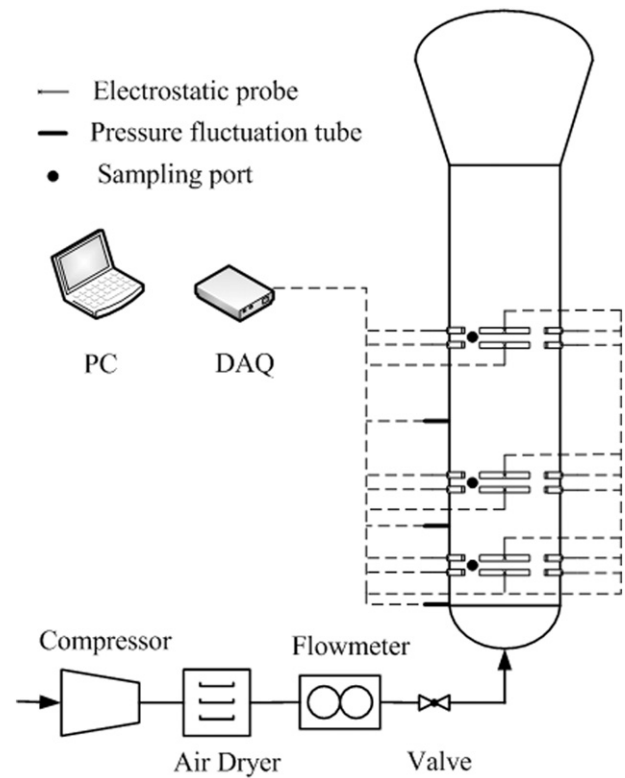 Electrostatic probe
Pressure fluctuation tube
Sampling port
PC
DAQ
Compressor
Flowmeter
Air Dryer
Valve